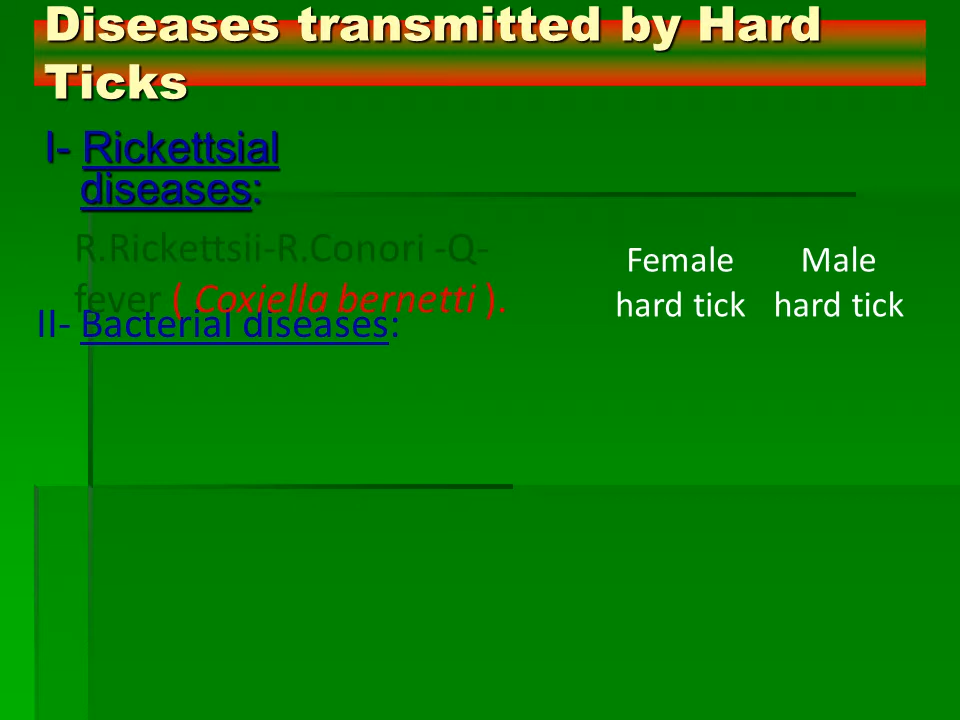 Diseases transmitted by Hard
Ticks
I- Rickettsial
diseases:
R.Rickettsii-R.Conori -Q-
fever ( Coxiella bernetti ).
II- Bacterial diseases:
Female
hard tick
Male
hard tick